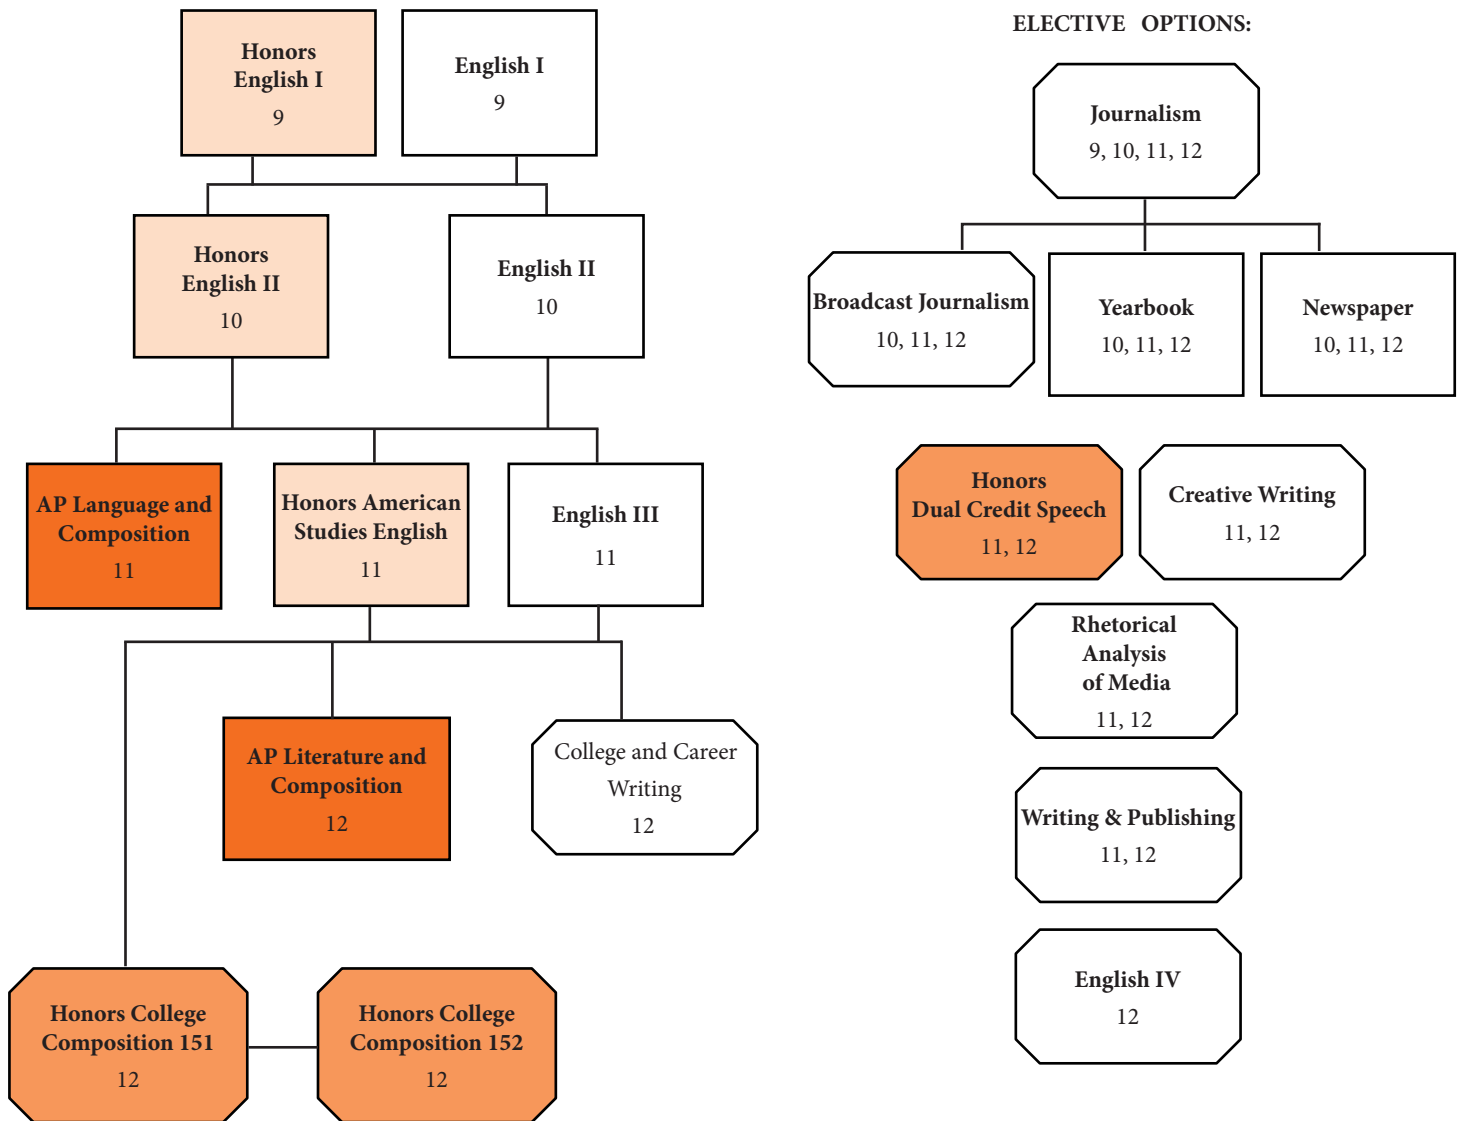 Honors
English I
9
English I
9
Honors
English II
10
English II
10
AP Language and
Composition
11
Honors American
Studies English
11
English III
11
AP Literature and
Composition
12
College and Career
Writing
12
Honors College
Composition 151
12
Honors College
Composition 152
12
ELECTIVE OPTIONS:
Journalism
9, 10, 11, 12
Broadcast Journalism
10, 11, 12
Yearbook
10, 11, 12
Newspaper
10, 11, 12
Honors
Dual Credit Speech
11, 12
Creative Writing
11, 12
Rhetorical
Analysis
of Media
11, 12
Writing & Publishing
11, 12
English IV
12